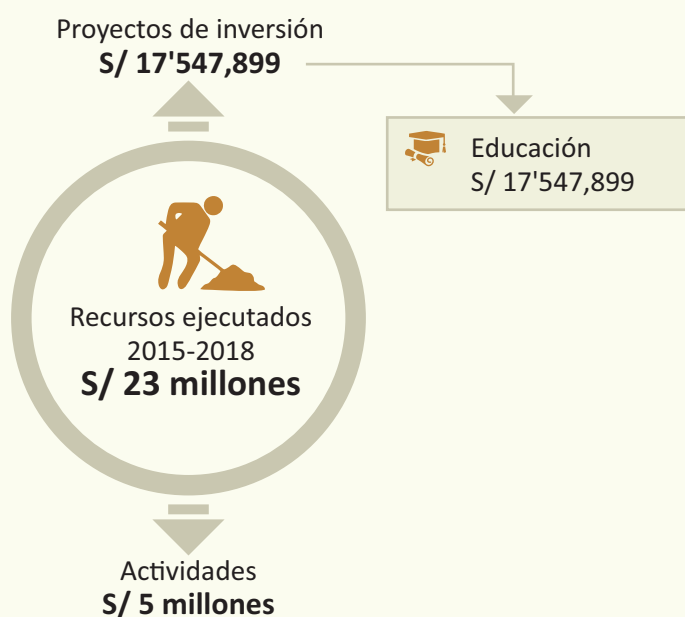 Proyectos de inversión
S/ 17'547,899
Educación
S/ 17'547,899
Recursos ejecutados
2015-2018
S/ 23 millones
Actividades
S/ 5 millones